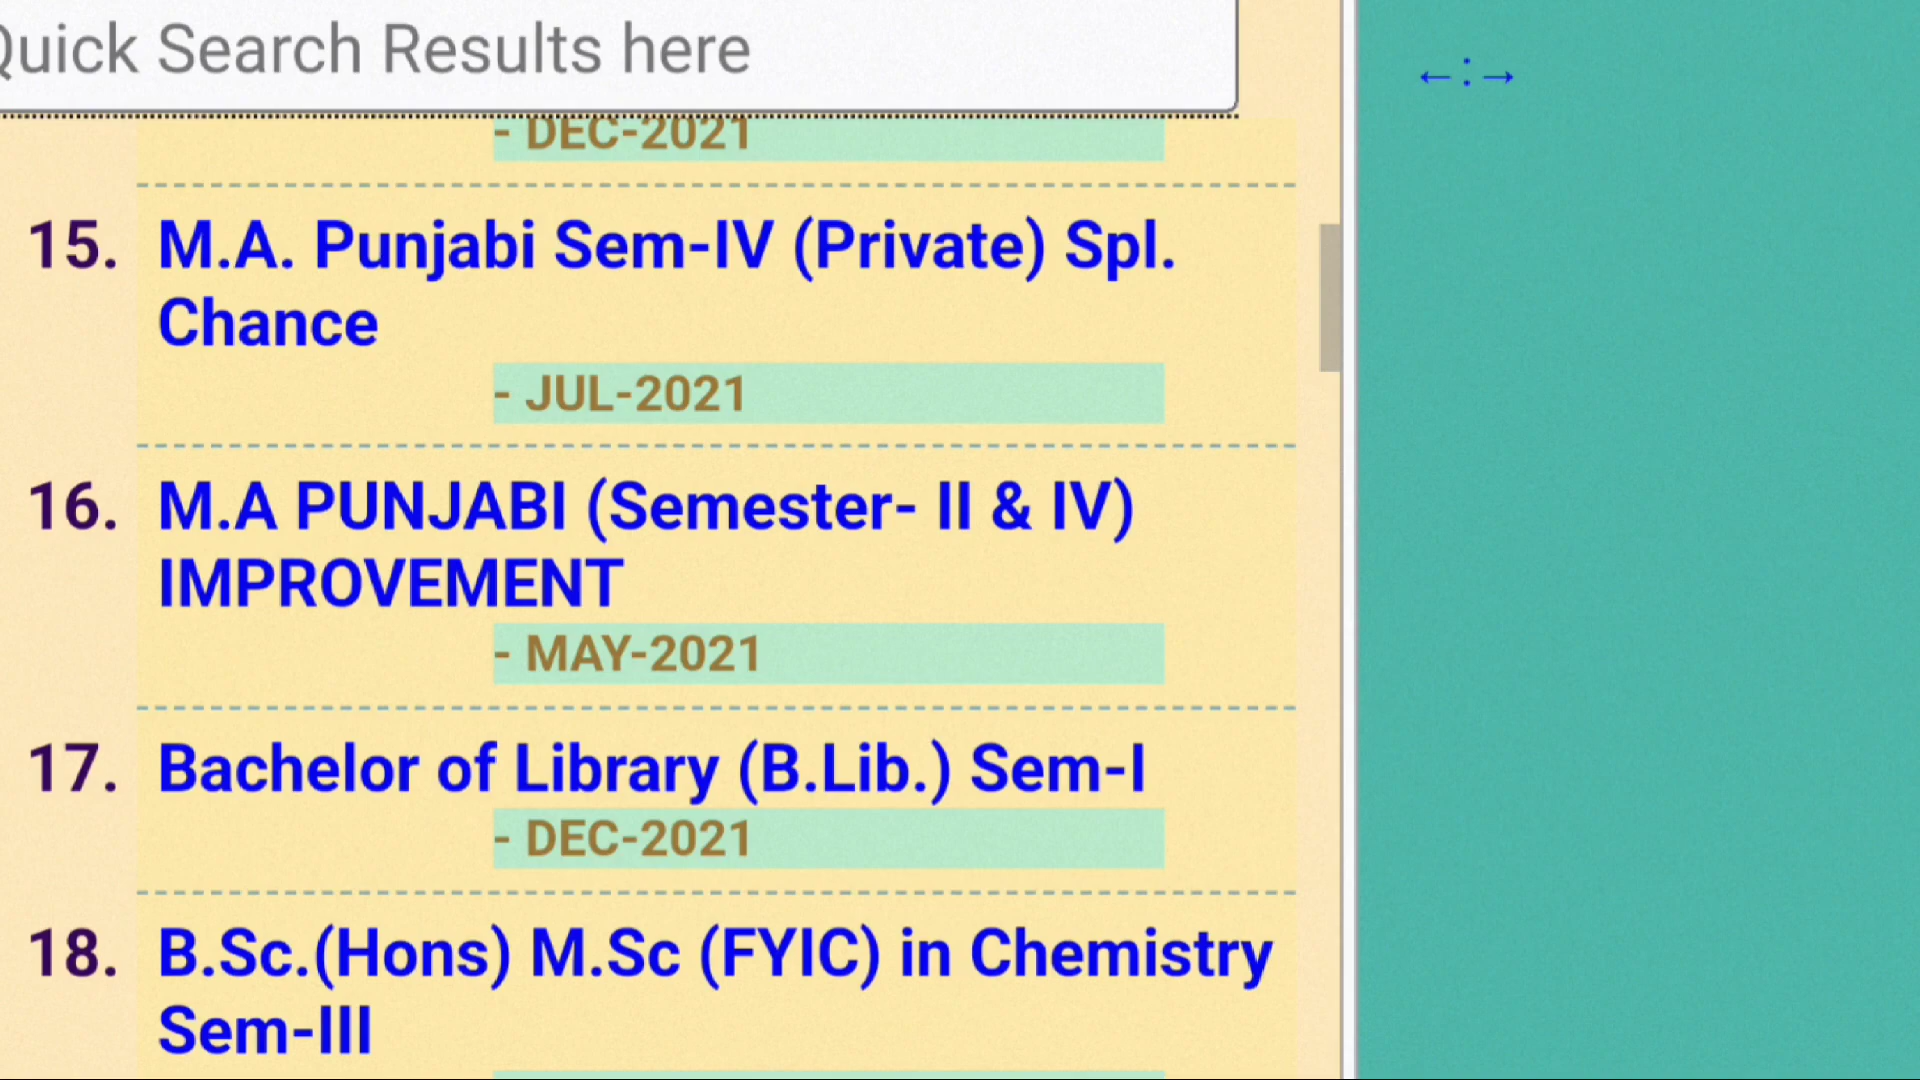 Quick Search Results here
- DEC-2021
15. M.A. Punjabi Sem-IV (Private) Spl.
Chance
- JUL-2021
16. M.A PUNJABI (Semester- II & IV)
IMPROVEMENT
- MAY-2021
17. Bachelor of Library (B.Lib.) Sem-I
- DEC-2021
18. B.Sc.(Hons) M.Sc (FYIC) in Chemistry
Sem-III
←:→